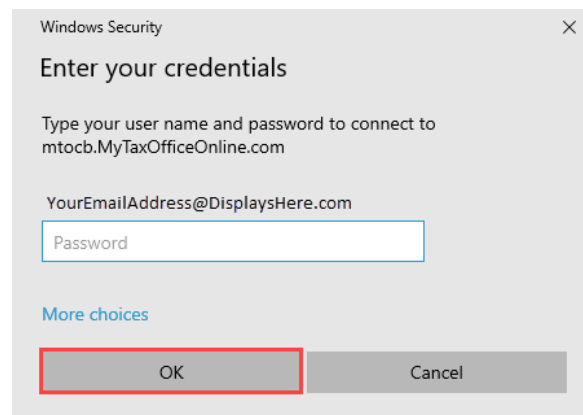 Windows Security
Enter your credentials
Type your user name and password to connect to
mtocb.MyTaxOfficeOnline.com
YourEmailAddress@DisplaysHere.com
Password
More choices
OK Cancel